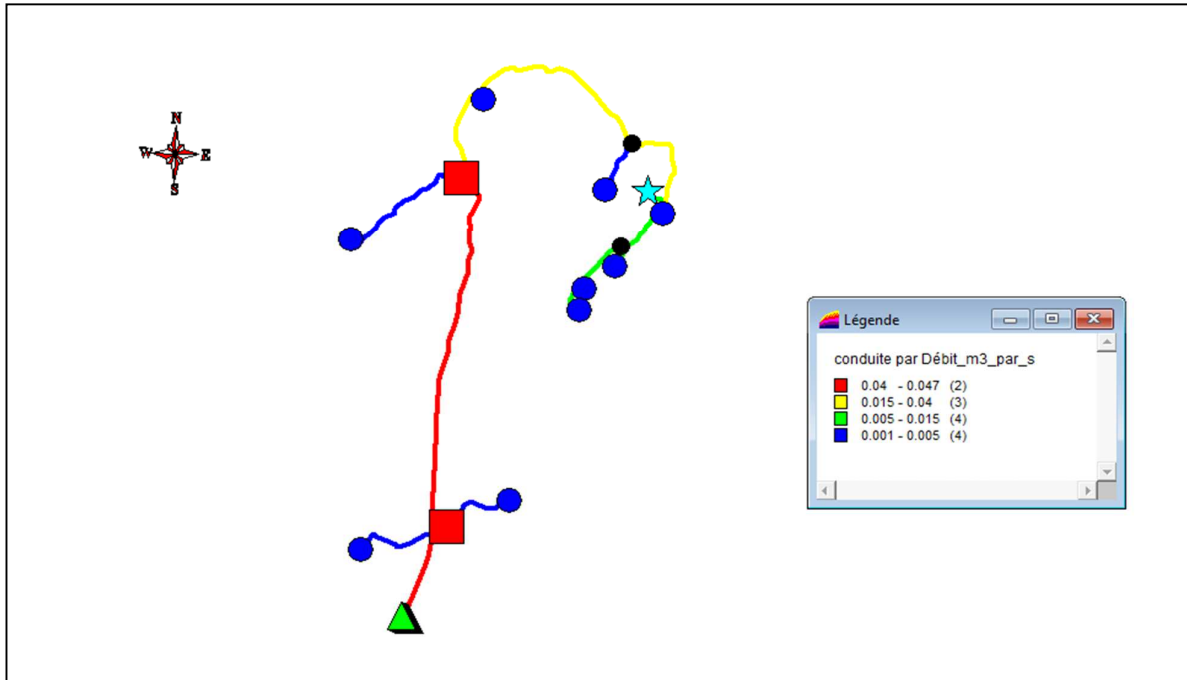 N
W E
S
Légende
conduite par Débit_m3_par_s
0.04 - 0.047 (2)
0.015 - 0.04 (3)
0.005 - 0.015 (4)
0.001 - 0.005 (4)